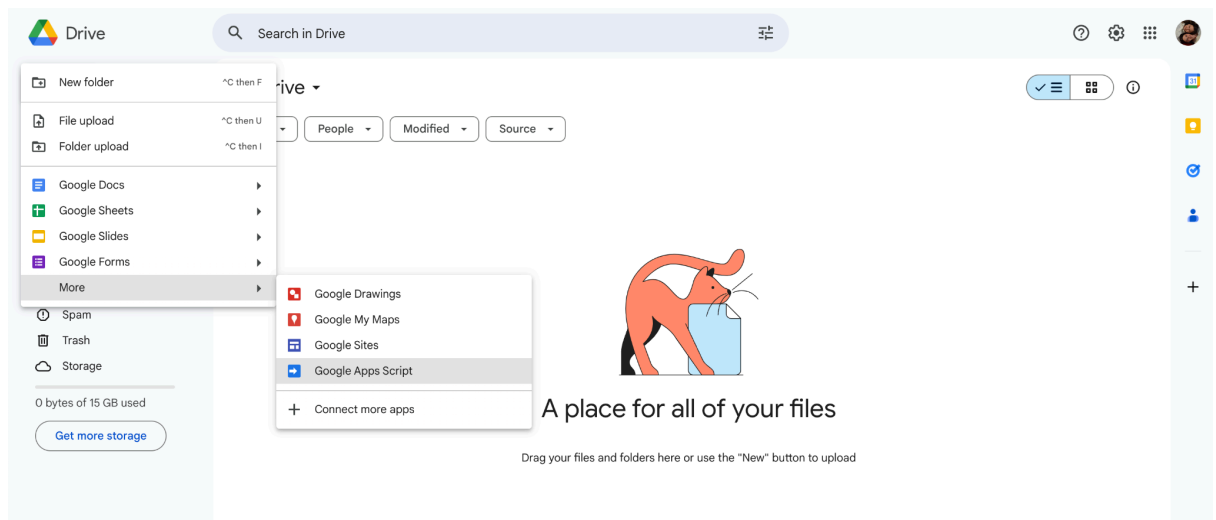 Drive
Search in Drive
New folder ^C then F
File upload ^C then U
Folder upload ^C then I
Google Docs
Google Sheets
Google Slides
Google Forms
More
Spam
Trash
Storage
0 bytes of 15 GB used
Get more storage
Google Drawings
Google My Maps
Google Sites
Google Apps Script
Connect more apps
rive
People
Modified
Source
A place for all of your files
Drag your files and folders here or use the "New" button to upload
31